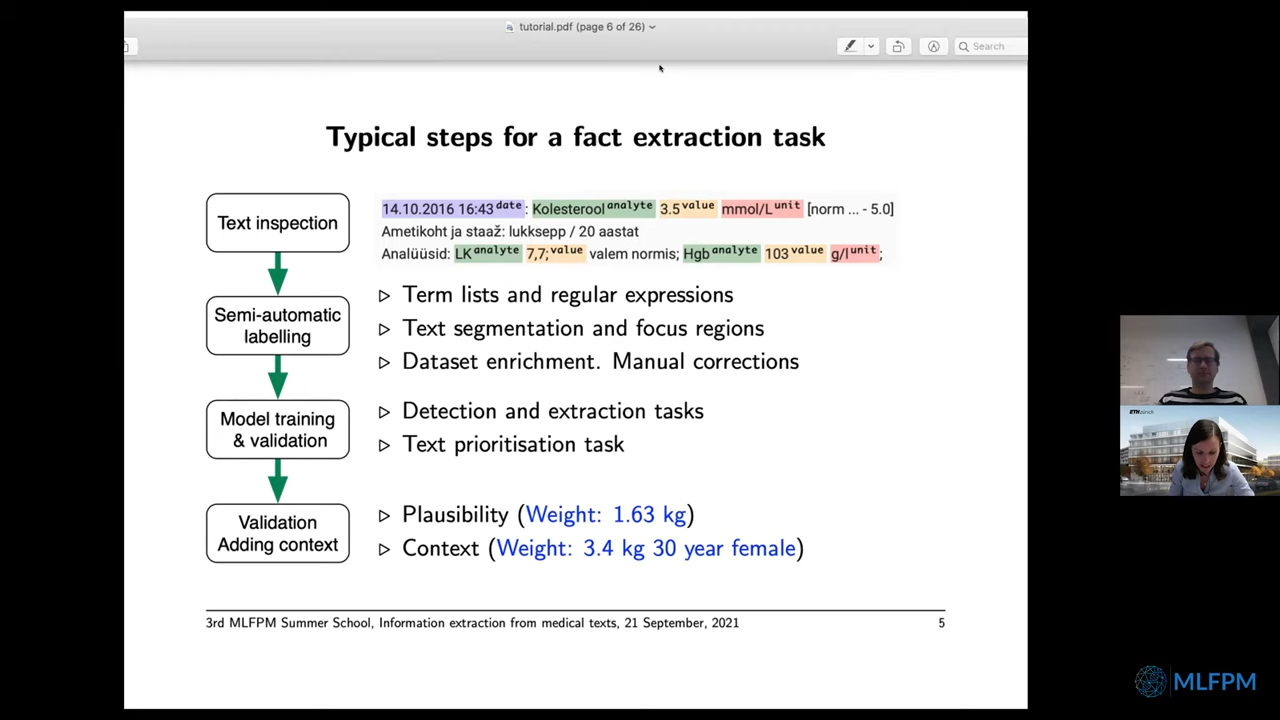 tutorial.pdf (page 6 of 26)
Search
Typical steps for a fact extraction task
Text inspection
14.10.2016 16:43 date : Kolesterool analyte 3.5 value mmol/L unit [norm ... - 5.0]
Ametikoht ja staaž: lukksepp / 20 aastat
Analüüsid: LK analyte 7,7; value valem normis; Hgb analyte 103 value g/l unit ;
Semi-automatic
labelling
▷ Term lists and regular expressions
▷ Text segmentation and focus regions
▷ Dataset enrichment. Manual corrections
Model training
& validation
▷ Detection and extraction tasks
▷ Text prioritisation task
Validation
Adding context
▷ Plausibility (Weight: 1.63 kg)
▷ Context (Weight: 3.4 kg 30 year female)
3rd MLFPM Summer School, Information extraction from medical texts, 21 September, 2021
5
ETH zürich
MLFPM